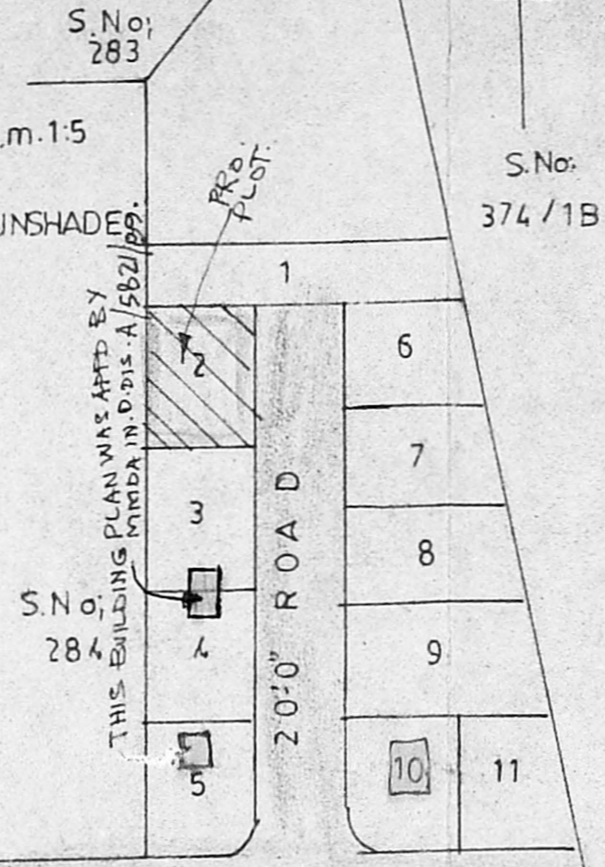 S.No;
283
.m.1:5
S.No:
374/1B
UNSHADE
PRO.
PLOT.
1
2
3
4
5
6
7
8
9
10
11
20'0" ROAD
S.No;
284
THIS BUILDING PLAN WAS APPD BY
MMDA IN.D.DIS.A/5821/89.